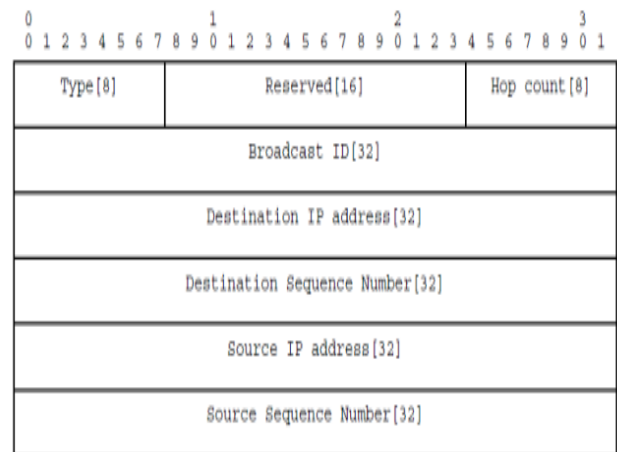 0 1 2 3
0 1 2 3 4 5 6 7 8 9 0 1 2 3 4 5 6 7 8 9 0 1 2 3 4 5 6 7 8 9 0 1
Type[8] Reserved[16] Hop count[8]
Broadcast ID[32]
Destination IP address[32]
Destination Sequence Number[32]
Source IP address[32]
Source Sequence Number[32]